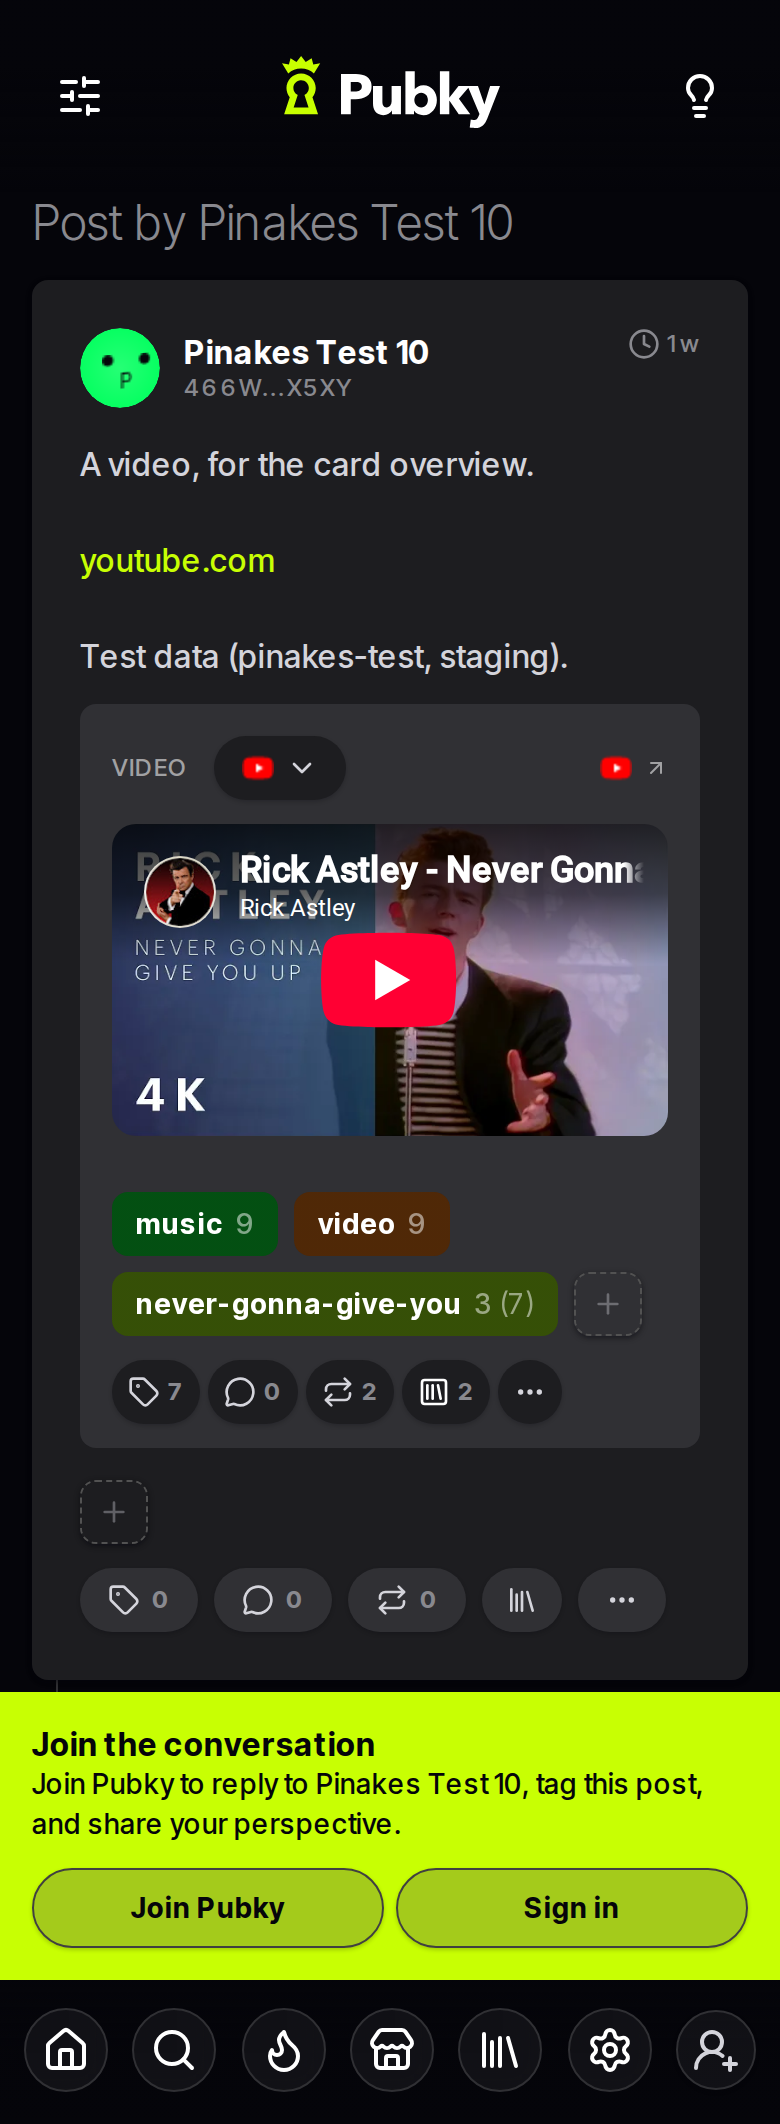 Pubky
Post by Pinakes Test 10
Pinakes Test 10
466W...X5XY
1w
A video, for the card overview.
youtube.com
Test data (pinakes-test, staging).
VIDEO
Rick Astley - Never Gonna
Rick Astley
RICK
ASTLEY
NEVER GONNA
GIVE YOU UP
4K
music 9
video 9
never-gonna-give-you 3 (7)
7 0 2 2
0 0 0
Join the conversation
Join Pubky to reply to Pinakes Test 10, tag this post,
and share your perspective.
Join Pubky
Sign in